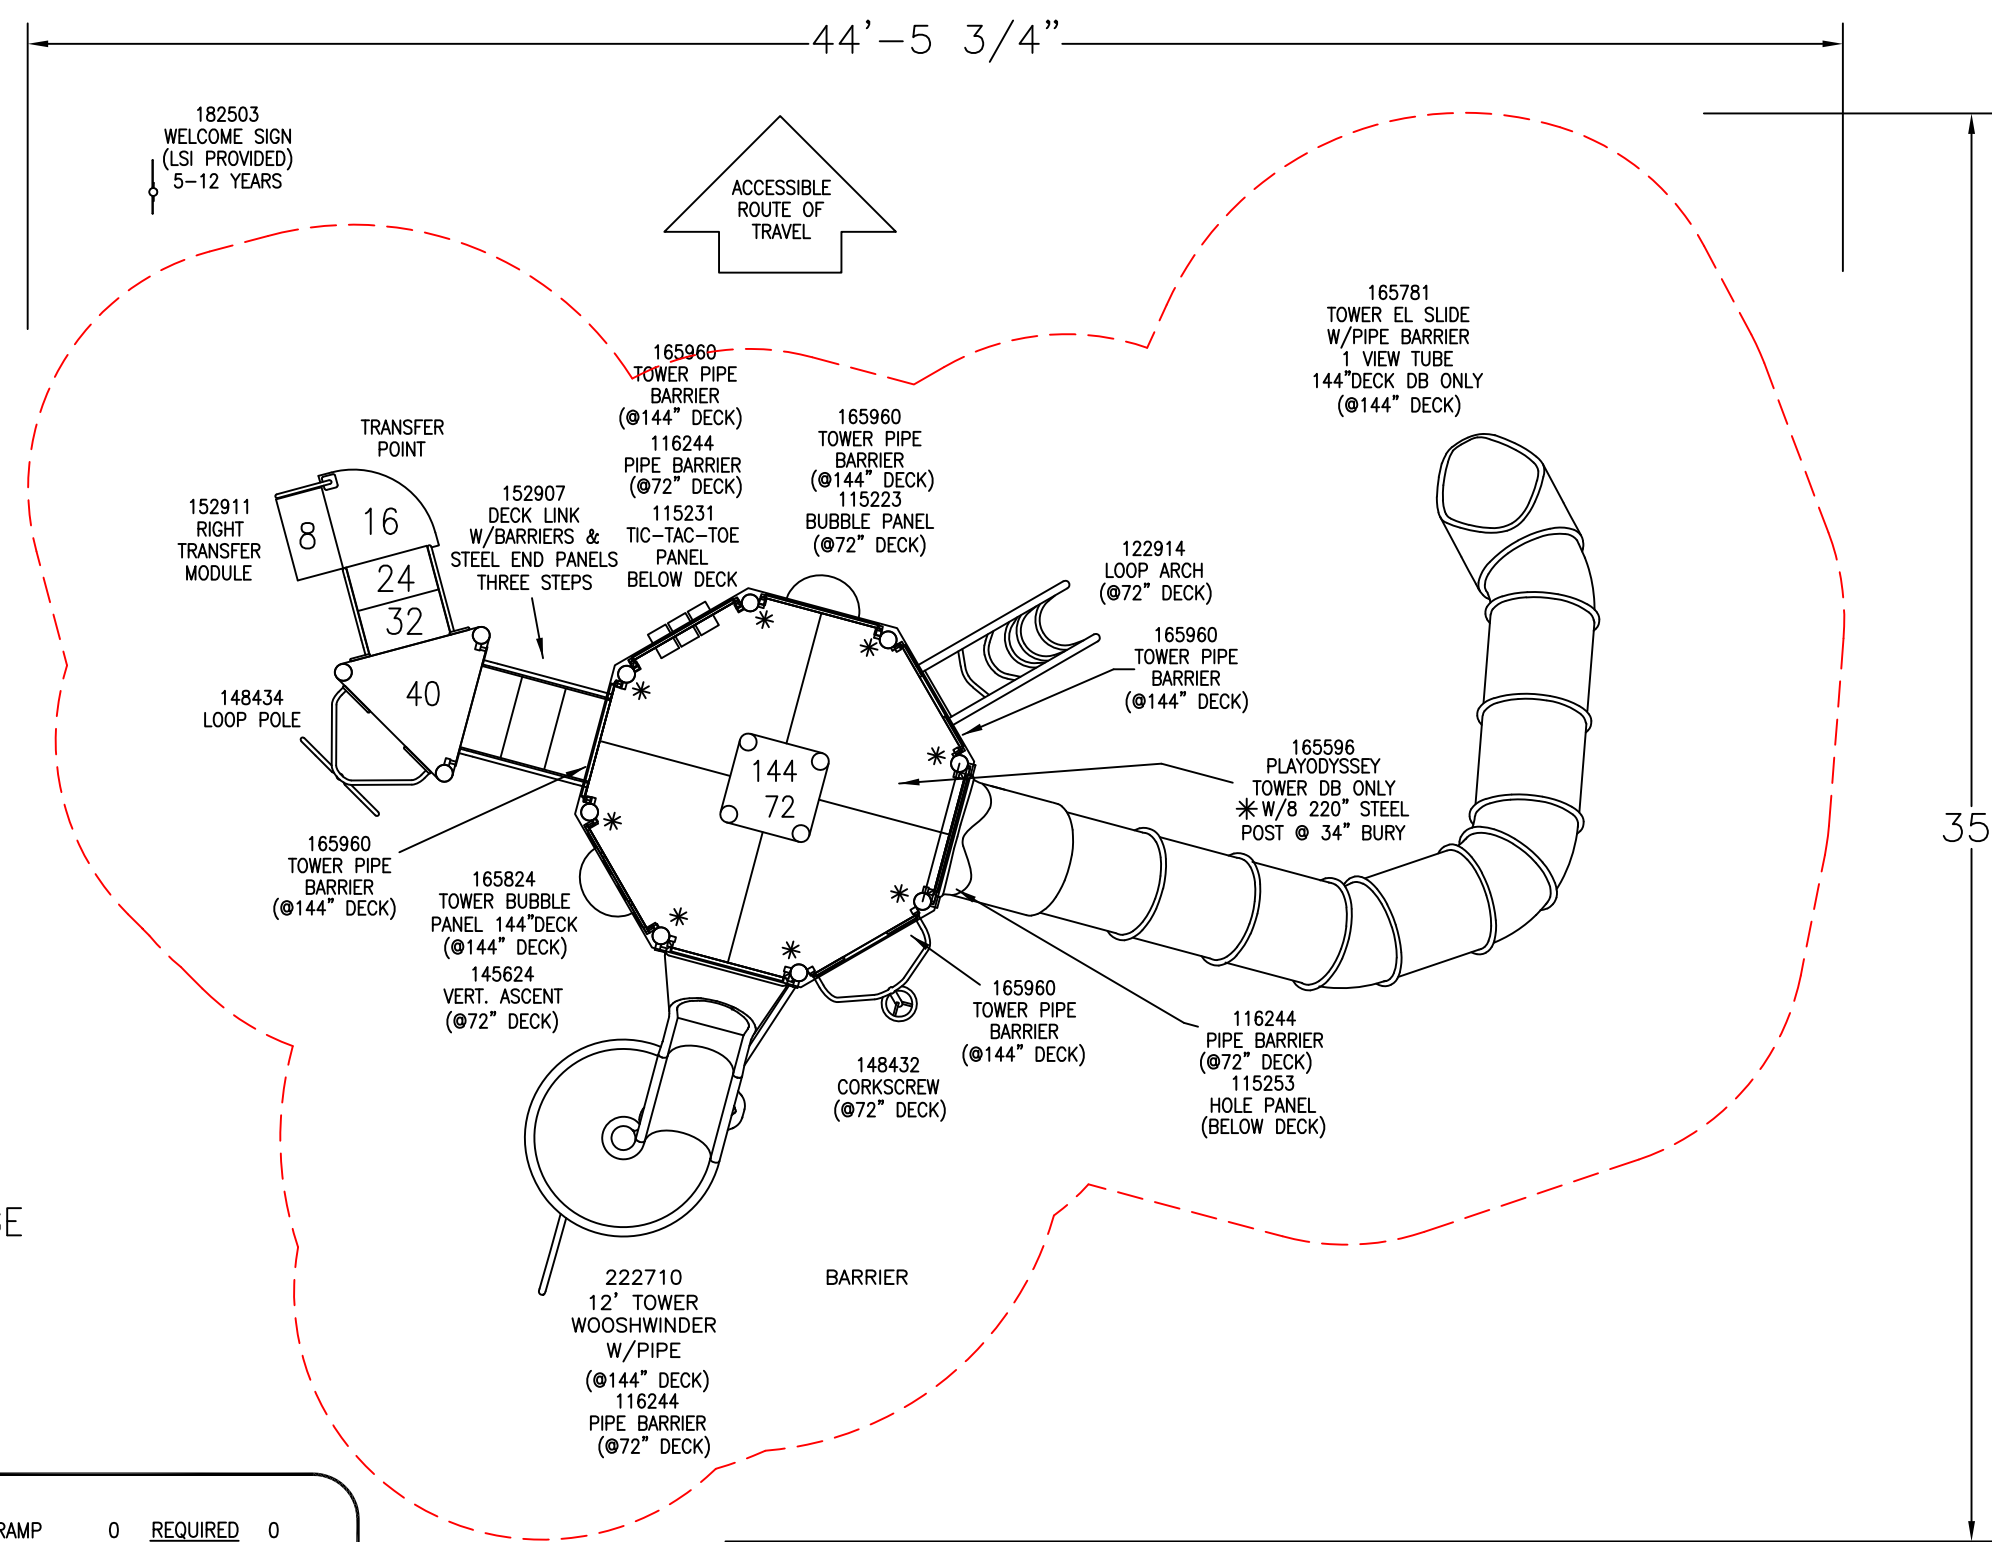 44'-5 3/4"
182503
WELCOME SIGN
(LSI PROVIDED)
5-12 YEARS
ACCESSIBLE
ROUTE OF
TRAVEL
165781
TOWER EL SLIDE
W/PIPE BARRIER
1 VIEW TUBE
144"DECK DB ONLY
(@144" DECK)
165960
TOWER PIPE
BARRIER
(@144" DECK)
116244
PIPE BARRIER
(@72" DECK)
115231
TIC-TAC-TOE
PANEL
BELOW DECK
165960
TOWER PIPE
BARRIER
(@144" DECK)
115223
BUBBLE PANEL
(@72" DECK)
TRANSFER
POINT
152911
RIGHT
TRANSFER
MODULE
152907
DECK LINK
W/BARRIERS &
STEEL END PANELS
THREE STEPS
8
16
24
32
40
122914
LOOP ARCH
(@72" DECK)
165960
TOWER PIPE
BARRIER
(@144" DECK)
148434
LOOP POLE
144
72
165596
PLAYODYSSEY
TOWER DB ONLY
* W/8 220" STEEL
POST @ 34" BURY
35
165960
TOWER PIPE
BARRIER
(@144" DECK)
165824
TOWER BUBBLE
PANEL 144"DECK
(@144" DECK)
145624
VERT. ASCENT
(@72" DECK)
165960
TOWER PIPE
BARRIER
(@144" DECK)
148432
CORKSCREW
(@72" DECK)
116244
PIPE BARRIER
(@72" DECK)
115253
HOLE PANEL
(BELOW DECK)
222710
12' TOWER
WOOSHWINDER
W/PIPE
(@144" DECK)
116244
PIPE BARRIER
(@72" DECK)
BARRIER
RAMP 0 REQUIRED 0